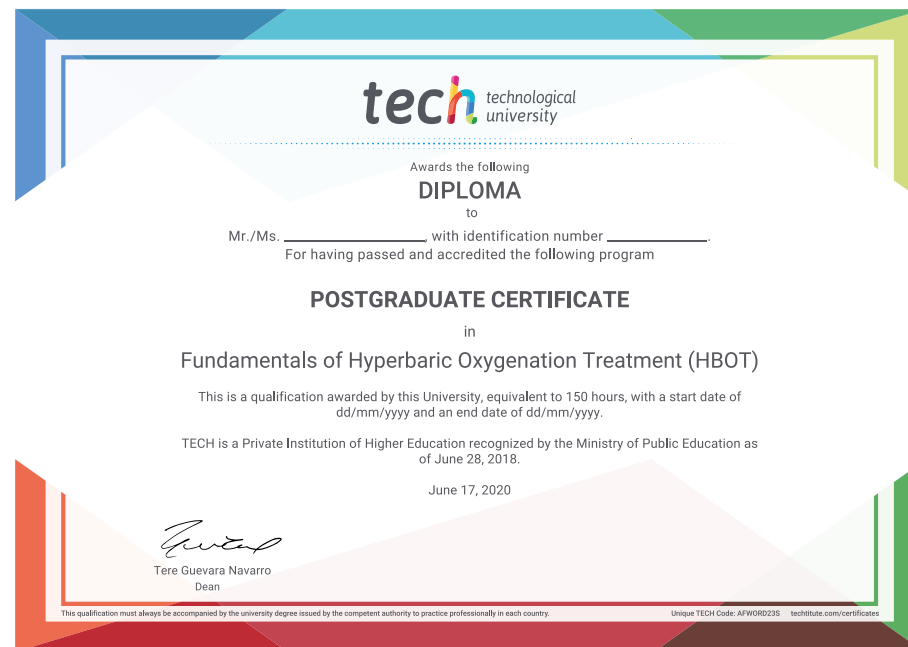 tech technological
university
Awards the following
DIPLOMA
to
Mr./Ms. ____________________, with identification number ______________.
For having passed and accredited the following program
POSTGRADUATE CERTIFICATE
in
Fundamentals of Hyperbaric Oxygenation Treatment (HBOT)
This is a qualification awarded by this University, equivalent to 150 hours, with a start date of
dd/mm/yyyy and an end date of dd/mm/yyyy.
TECH is a Private Institution of Higher Education recognized by the Ministry of Public Education as
of June 28, 2018.
June 17, 2020
Tere Guevara Navarro
Dean
This qualification must always be accompanied by the university degree issued by the competent authority to practice professionally in each country.
Unique TECH Code: AFWORD23S techtitute.com/certificates